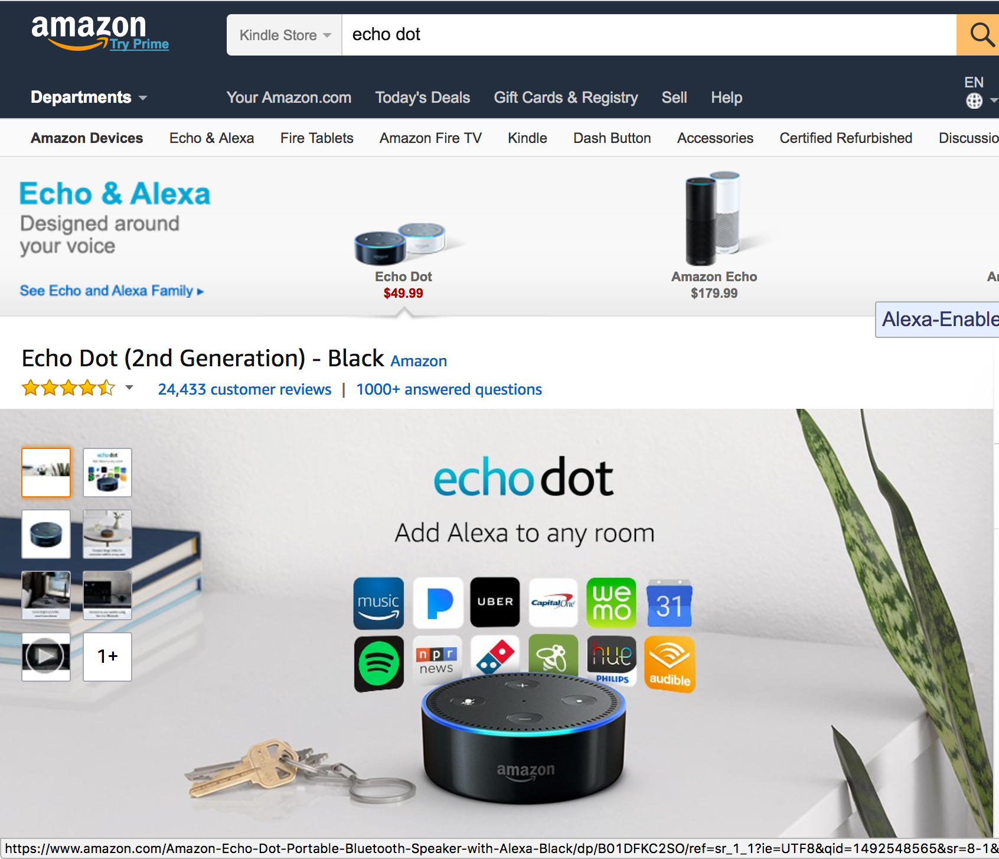 amazon
Try Prime
Kindle Store
echo dot
EN
Departments
Your Amazon.com Today's Deals Gift Cards & Registry Sell Help
Amazon Devices Echo & Alexa Fire Tablets Amazon Fire TV Kindle Dash Button Accessories Certified Refurbished Discussio
Echo & Alexa
Designed around
your voice
See Echo and Alexa Family
Echo Dot
$49.99
Amazon Echo
$179.99
Alexa-Enable
Echo Dot (2nd Generation) - Black Amazon
24,433 customer reviews | 1000+ answered questions
echo dot
Add Alexa to any room
music
UBER
Capital One
we
mo
31
npr
news
hue
PHILIPS
audible
1+
amazon
https://www.amazon.com/Amazon-Echo-Dot-Portable-Bluetooth-Speaker-with-Alexa-Black/dp/B01DFKC2SO/ref=sr_1_1?ie=UTF8&qid=1492548565&sr=8-1&